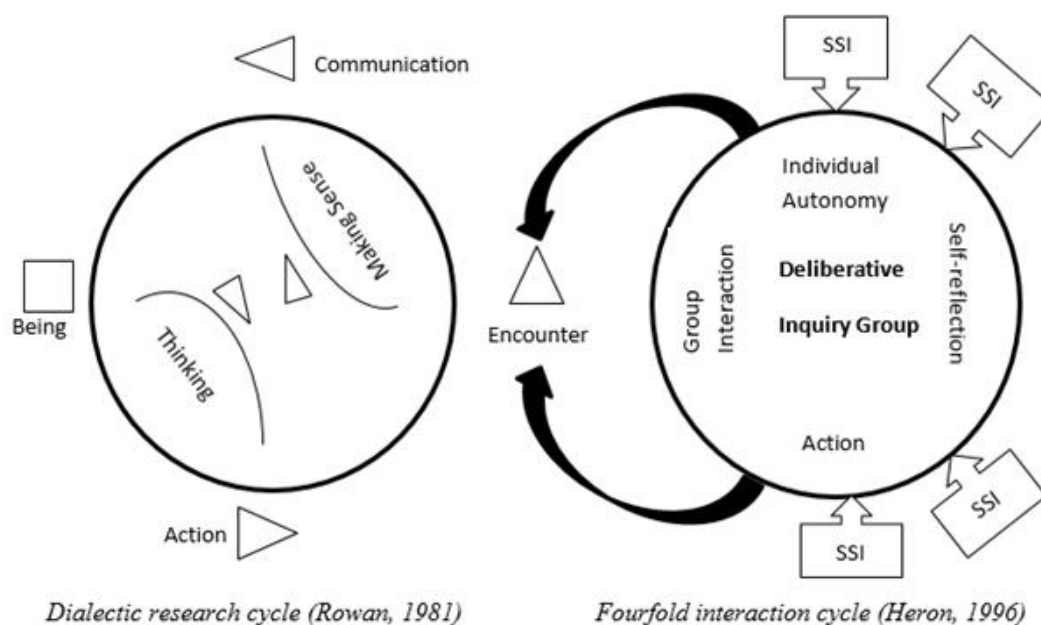 Communication
Making Sense
Being
Thinking
Action
Dialectic research cycle (Rowan, 1981)
Encounter
SSI
SSI
Individual
Autonomy
Self-reflection
Group
Interaction
Deliberative
Inquiry Group
Action
SSI
SSI
Fourfold interaction cycle (Heron, 1996)